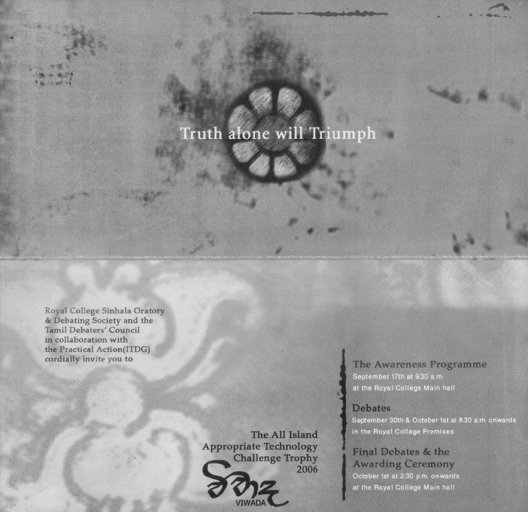 Truth alone will Triumph
Royal College Sinhala Oratory
& Debating Society and the
Tamil Debaters' Council
in collaboration with
the Practical Action(ITDG)
cordially invite you to
The All Island
Appropriate Technology
Challenge Trophy
2006
විවාද
VIWADA
The Awareness Programme
September 17th at 9.30 a.m.
at the Royal College Main hall
Debates
September 30th & October 1st at 8.30 a.m. onwards
in the Royal College Premises
Final Debates & the
Awarding Ceremony
October 1st at 2.30 p.m. onwards
at the Royal College Main hall